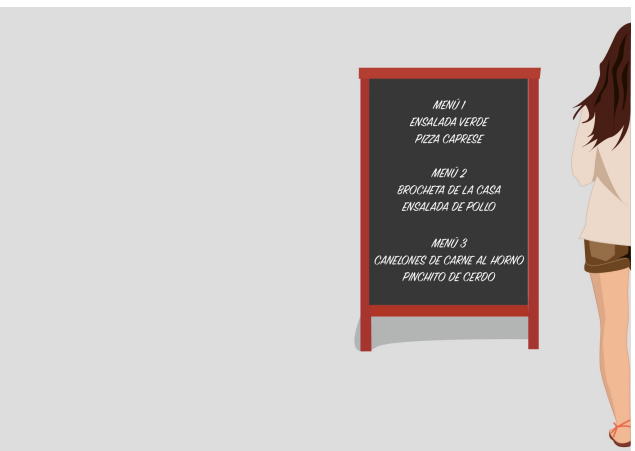 MENÚ 1
ENSALADA VERDE
PIZZA CAPRESE
MENÚ 2
BROCHETA DE LA CASA
ENSALADA DE POLLO
MENÚ 3
CANELONES DE CARNE AL HORNO
PINCHITO DE CERDO